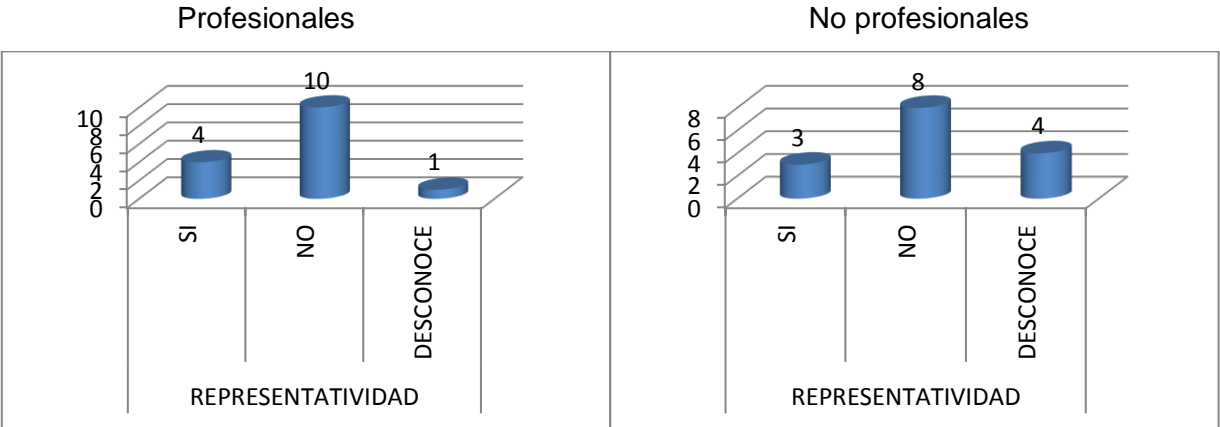 Profesionales
No profesionales
10
8
6
4
2
0
4
10
1
SI
NO
DESCONOCE
REPRESENTATIVIDAD
8
6
4
2
0
3
8
4
SI
NO
DESCONOCE
REPRESENTATIVIDAD